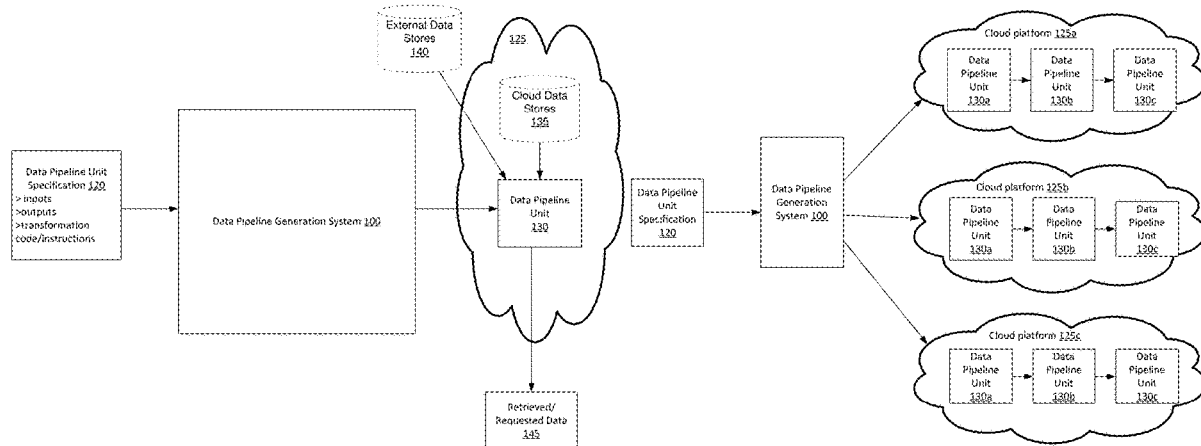 External Data
Stores
140
125
Cloud Data
Stores
135
Data Pipeline Unit
Specification 120
> inputs
>outputs
>transformation
code/instructions
Data Pipeline Generation System 100
Data Pipeline
Unit
130
Retrieved/
Requested Data
145
Data Pipeline
Unit
Specification
120
Data Pipeline
Generation
System 100
Cloud platform 125a
Data
Pipeline
Unit
130a
Data
Pipeline
Unit
130b
Data
Pipeline
Unit
130c
Cloud platform 125b
Data
Pipeline
Unit
130a
Data
Pipeline
Unit
130b
Data
Pipeline
Unit
130c
Cloud platform 125c
Data
Pipeline
Unit
130a
Data
Pipeline
Unit
130b
Data
Pipeline
Unit
130c